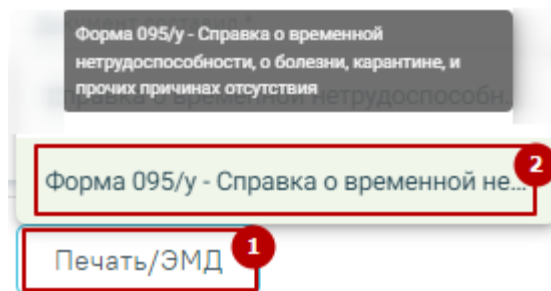 Форма 095/у - Справка о временной
нетрудоспособности, о болезни, карантине, и
прочих причинах отсутствия
Форма 095/у - Справка о временной не...
2
Печать/ЭМД
1